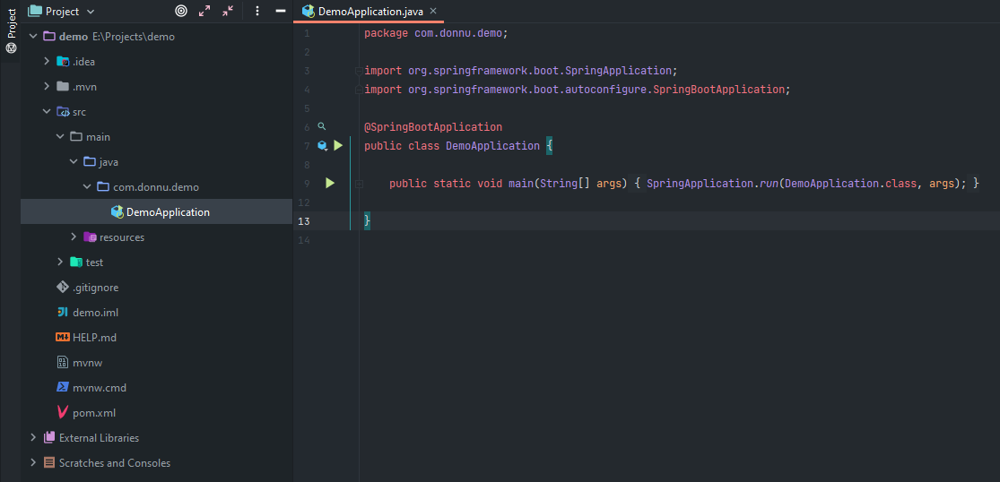 Project
Project
demo E:\Projects\demo
.idea
.mvn
src
main
java
com.donnu.demo
DemoApplication
resources
test
.gitignore
demo.iml
HELP.md
mvnw
mvnw.cmd
pom.xml
External Libraries
Scratches and Consoles
DemoApplication.java
1 package com.donnu.demo;
2
3 import org.springframework.boot.SpringApplication;
4 import org.springframework.boot.autoconfigure.SpringBootApplication;
5
6 @SpringBootApplication
7 public class DemoApplication {
8
9 public static void main(String[] args) { SpringApplication.run(DemoApplication.class, args); }
12
13 }
14